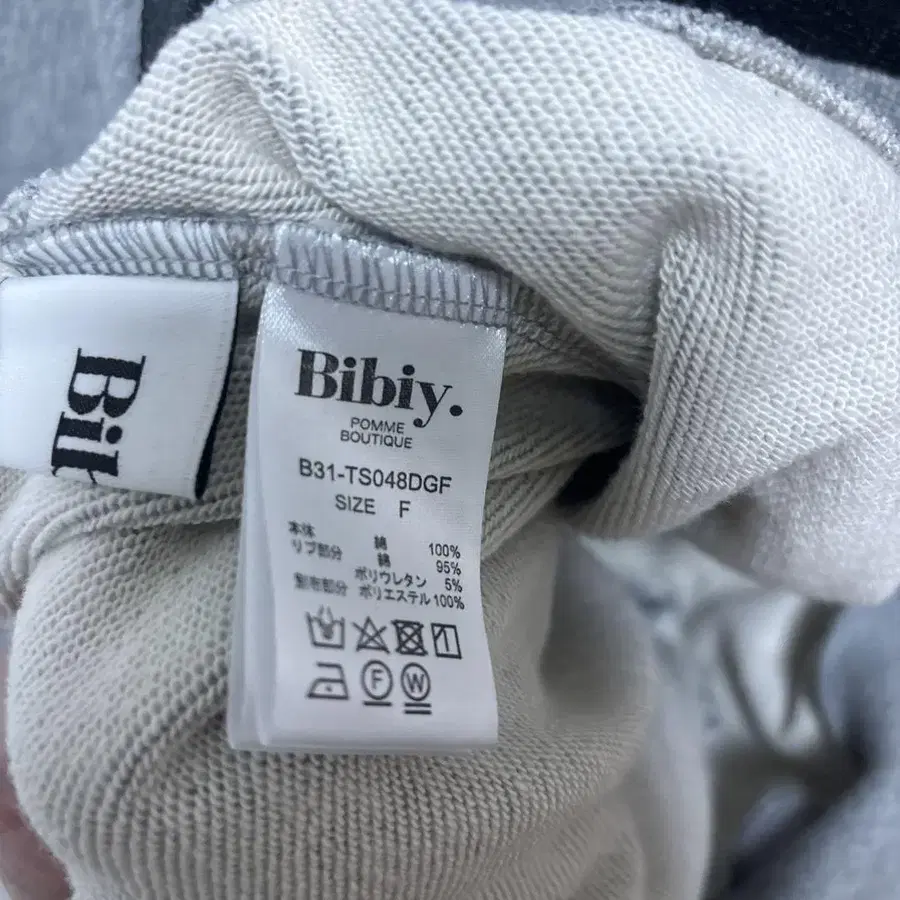 Bibiy.
POMME
BOUTIQUE
B31-TS048DGF
SIZE F
本体 綿 100%
リブ部分 綿 95%
ポリウレタン 5%
別布部分 ポリエステル 100%
F W